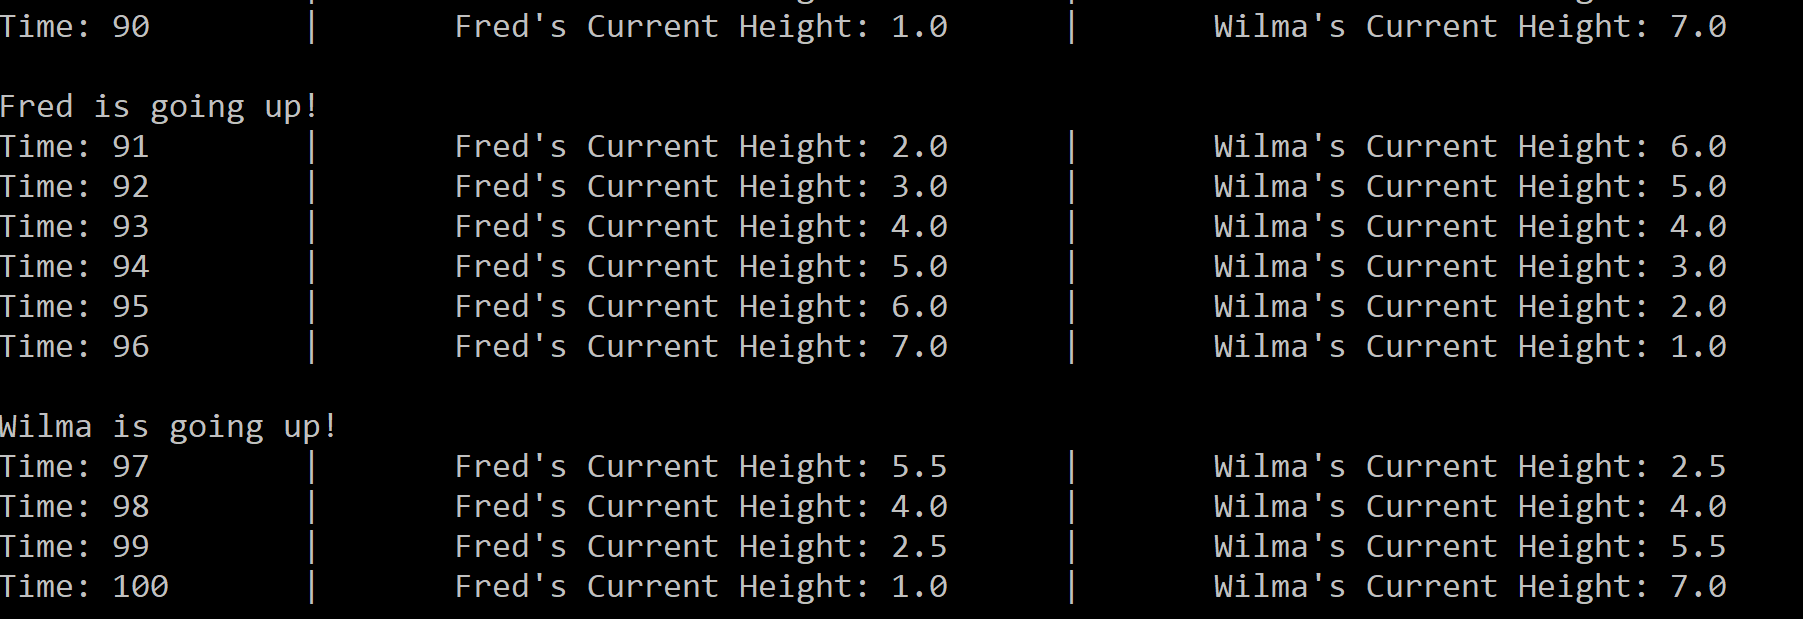 Time: 90 | Fred's Current Height: 1.0 | Wilma's Current Height: 7.0
Fred is going up!
Time: 91 | Fred's Current Height: 2.0 | Wilma's Current Height: 6.0
Time: 92 | Fred's Current Height: 3.0 | Wilma's Current Height: 5.0
Time: 93 | Fred's Current Height: 4.0 | Wilma's Current Height: 4.0
Time: 94 | Fred's Current Height: 5.0 | Wilma's Current Height: 3.0
Time: 95 | Fred's Current Height: 6.0 | Wilma's Current Height: 2.0
Time: 96 | Fred's Current Height: 7.0 | Wilma's Current Height: 1.0
Wilma is going up!
Time: 97 | Fred's Current Height: 5.5 | Wilma's Current Height: 2.5
Time: 98 | Fred's Current Height: 4.0 | Wilma's Current Height: 4.0
Time: 99 | Fred's Current Height: 2.5 | Wilma's Current Height: 5.5
Time: 100 | Fred's Current Height: 1.0 | Wilma's Current Height: 7.0